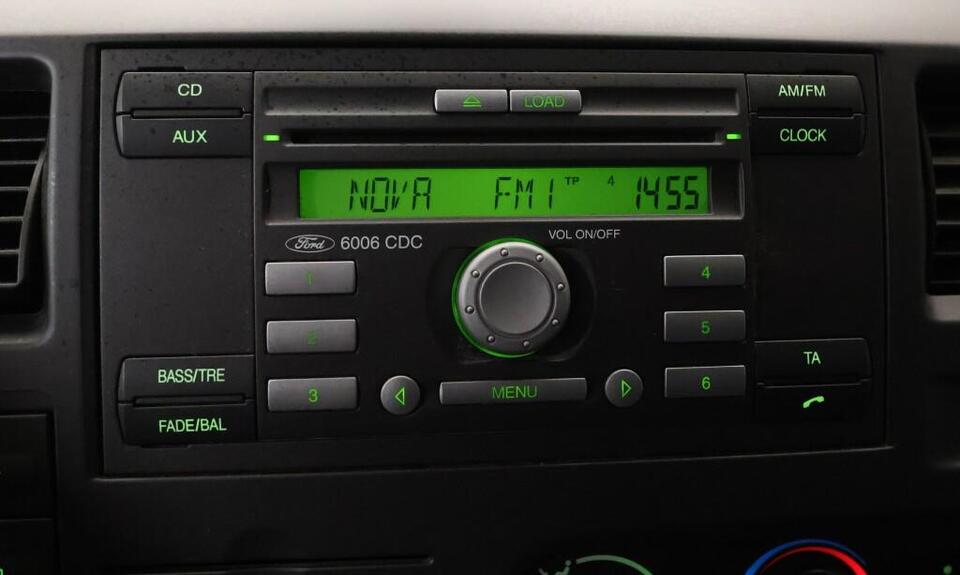 CD
AUX
LOAD
AM/FM
CLOCK
NOVA FM1 TP 4 1455
Ford 6006 CDC
VOL ON/OFF
1
2
3
4
5
6
MENU
BASS/TRE
FADE/BAL
TA